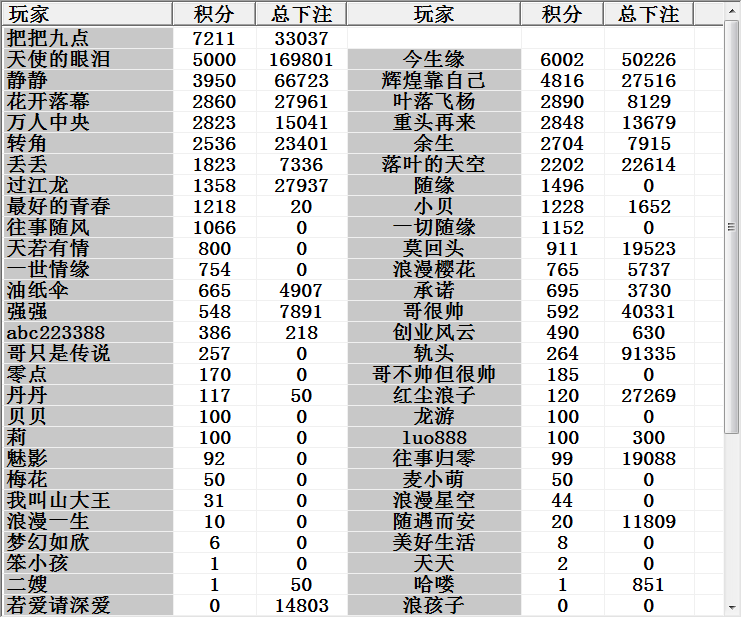 玩家 积分 总下注 玩家 积分 总下注
把把九点 7211 33037
天使的眼泪 5000 169801 今生缘 6002 50226
静静 3950 66723 辉煌靠自己 4816 27516
花开落幕 2860 27961 叶落飞杨 2890 8129
万人中央 2823 15041 重头再来 2848 13679
转角 2536 23401 余生 2704 7915
丢丢 1823 7336 落叶的天空 2202 22614
过江龙 1358 27937 随缘 1496 0
最好的青春 1218 20 小贝 1228 1652
往事随风 1066 0 一切随缘 1152 0
天若有情 800 0 莫回头 911 19523
一世情缘 754 0 浪漫樱花 765 5737
油纸伞 665 4907 承诺 695 3730
强强 548 7891 哥很帅 592 40331
abc223388 386 218 创业风云 490 630
哥只是传说 257 0 轨头 264 91335
零点 170 0 哥不帅但很帅 185 0
丹丹 117 50 红尘浪子 120 27269
贝贝 100 0 龙游 100 0
莉 100 0 luo888 100 300
魅影 92 0 往事归零 99 19088
梅花 50 0 麦小萌 50 0
我叫山大王 31 0 浪漫星空 44 0
浪漫一生 10 0 随遇而安 20 11809
梦幻如欣 6 0 美好生活 8 0
笨小孩 1 0 天天 2 0
二嫂 1 50 哈喽 1 851
若爱请深爱 0 14803 浪孩子 0 0